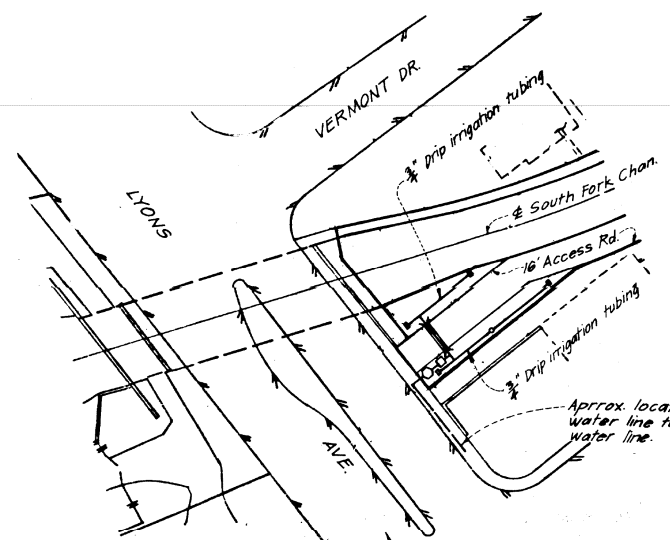 VERMONT DR.
LYONS
3/4" Drip irrigation tubing
℄ South Fork Chan.
16' Access Rd.
3/4" Drip irrigation tubing
AVE.
Aprrox. loca
water line t
water line.